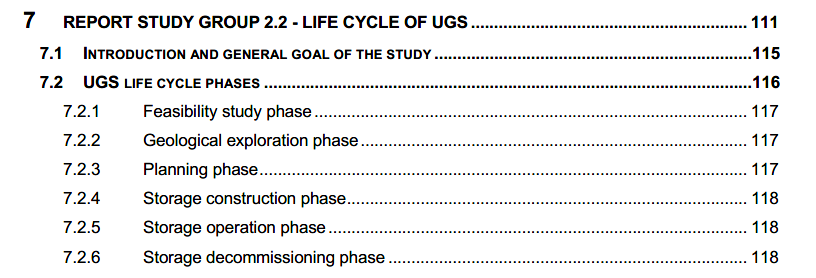 7 REPORT STUDY GROUP 2.2 - LIFE CYCLE OF UGS ........................................................... 111
7.1 INTRODUCTION AND GENERAL GOAL OF THE STUDY ....................................................................115
7.2 UGS LIFE CYCLE PHASES .........................................................................................................116
7.2.1 Feasibility study phase ............................................................................................. 117
7.2.2 Geological exploration phase ................................................................................... 117
7.2.3 Planning phase......................................................................................................... 117
7.2.4 Storage construction phase...................................................................................... 118
7.2.5 Storage operation phase .......................................................................................... 118
7.2.6 Storage decommissioning phase ............................................................................. 118